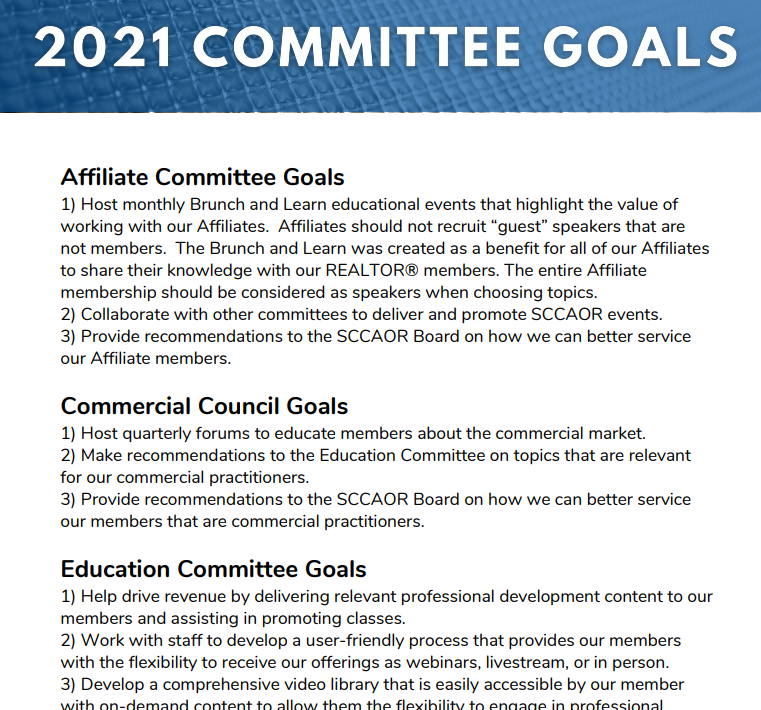 2021 COMMITTEE GOALS
Affiliate Committee Goals
1) Host monthly Brunch and Learn educational events that highlight the value of
working with our Affiliates.  Affiliates should not recruit “guest” speakers that are
not members.  The Brunch and Learn was created as a benefit for all of our Affiliates
to share their knowledge with our REALTOR® members. The entire Affiliate
membership should be considered as speakers when choosing topics.
2) Collaborate with other committees to deliver and promote SCCAOR events.
3) Provide recommendations to the SCCAOR Board on how we can better service
our Affiliate members.
Commercial Council Goals
1) Host quarterly forums to educate members about the commercial market.
2) Make recommendations to the Education Committee on topics that are relevant
for our commercial practitioners.
3) Provide recommendations to the SCCAOR Board on how we can better service
our members that are commercial practitioners.
Education Committee Goals
1) Help drive revenue by delivering relevant professional development content to our
members and assisting in promoting classes.
2) Work with staff to develop a user-friendly process that provides our members
with the flexibility to receive our offerings as webinars, livestream, or in person.
3) Develop a comprehensive video library that is easily accessible by our member
with on-demand content to allow them the flexibility to engage in professional